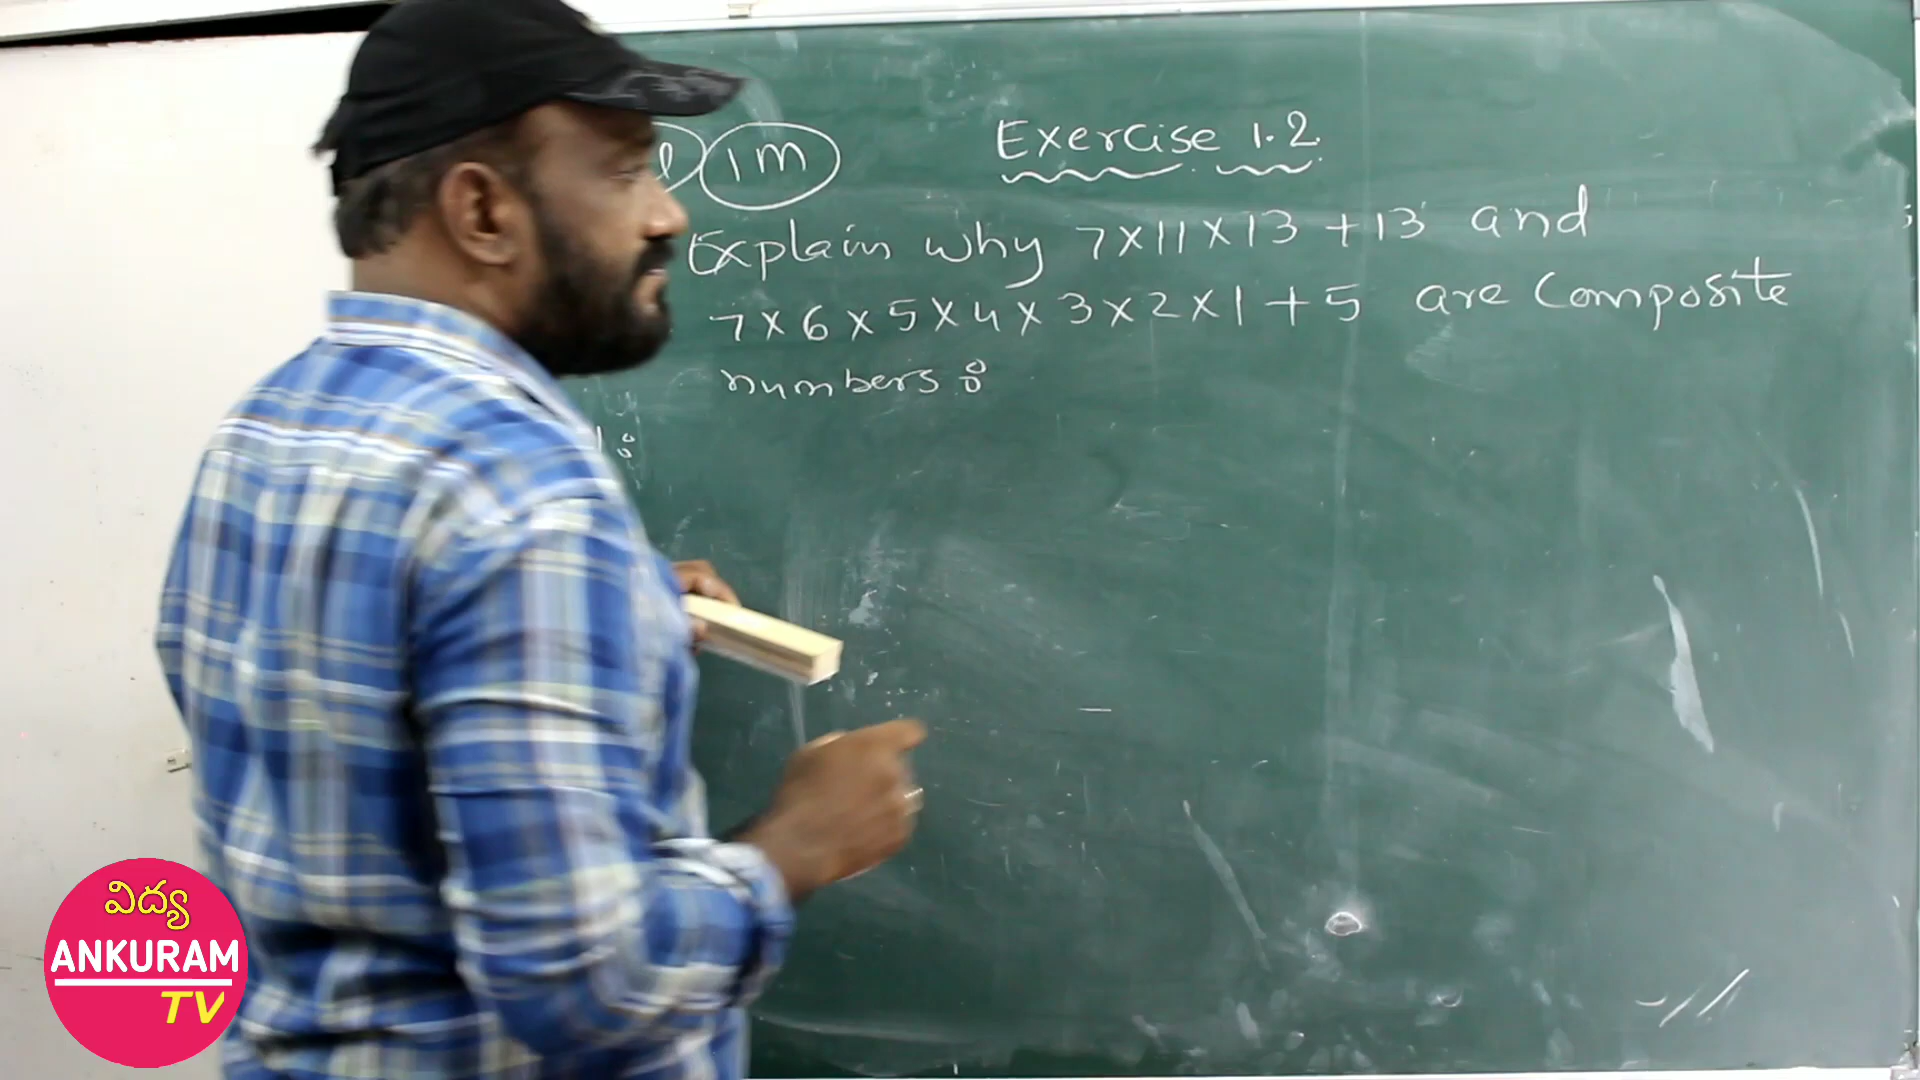 1m
Exercise 1.2
Explain why 7×11×13 +13 and
7×6×5×4×3×2×1+5 are Composite
numbers :
విద్య
ANKURAM
TV